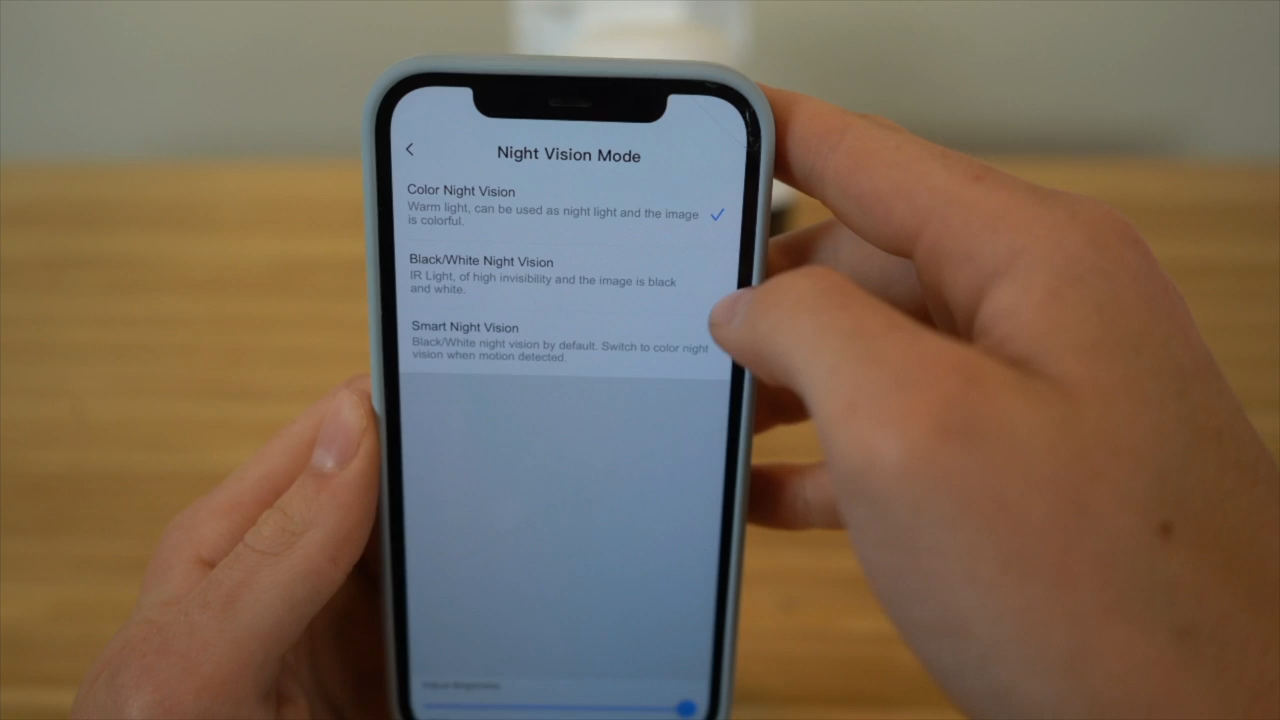 Night Vision Mode
Color Night Vision
Warm light, can be used as night light and the image
is colorful.
Black/White Night Vision
IR Light, of high invisibility and the image is black
and white.
Smart Night Vision
Black/White night vision by default. Switch to color night
vision when motion detected.
Adjust Brightness